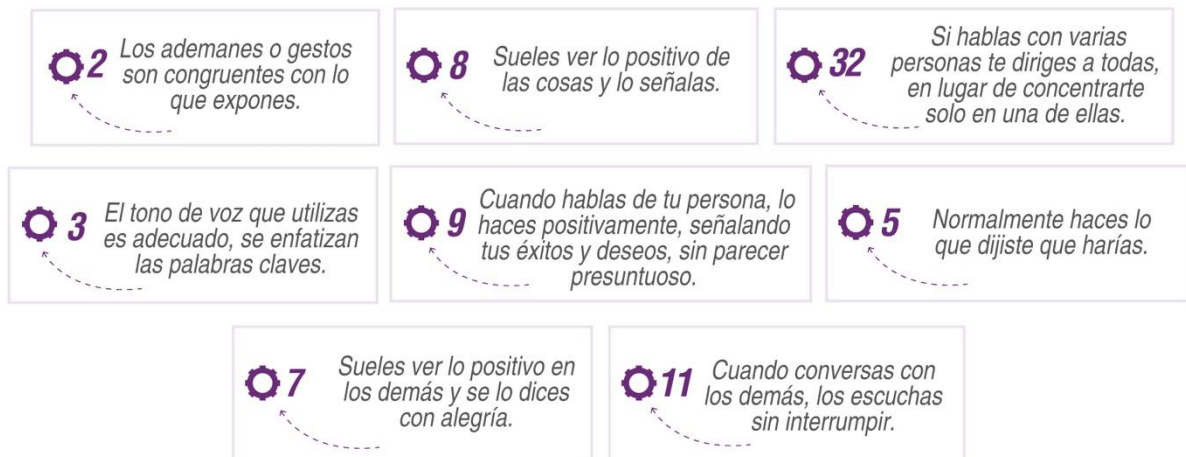 2
Los ademanes o gestos
son congruentes con lo
que expones.
8
Sueles ver lo positivo de
las cosas y lo señalas.
32
Si hablas con varias
personas te diriges a todas,
en lugar de concentrarte
solo en una de ellas.
3
El tono de voz que utilizas
es adecuado, se enfatizan
las palabras claves.
9
Cuando hablas de tu persona, lo
haces positivamente, señalando
tus éxitos y deseos, sin parecer
presuntuoso.
5
Normalmente haces lo
que dijiste que harías.
7
Sueles ver lo positivo en
los demás y se lo dices
con alegría.
11
Cuando conversas con
los demás, los escuchas
sin interrumpir.